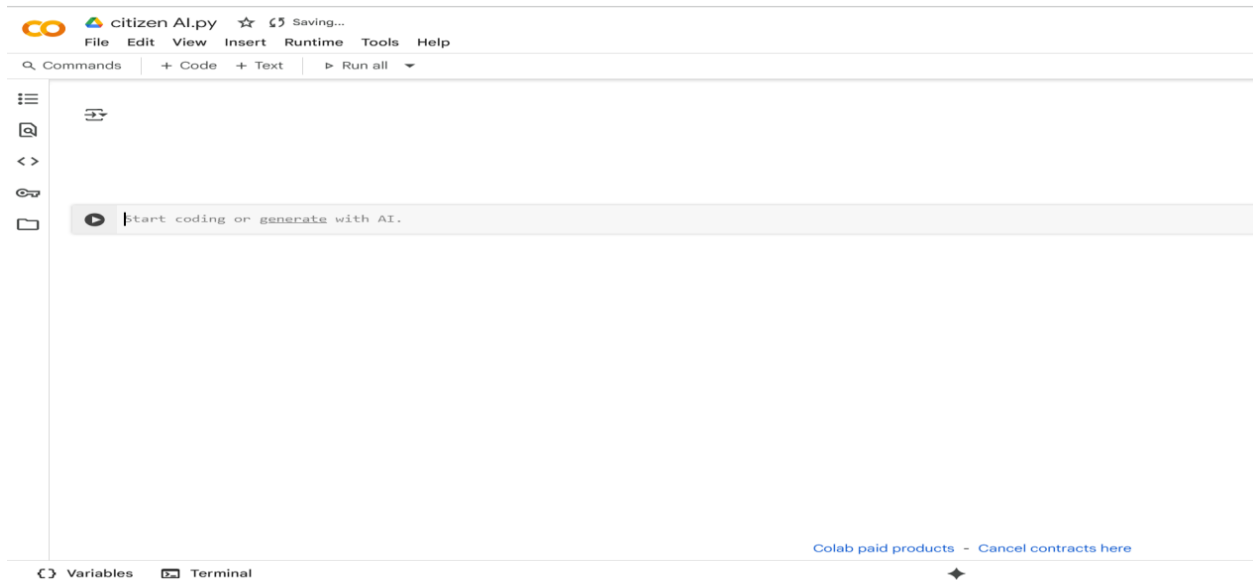 citizen AI.py Saving...
File Edit View Insert Runtime Tools Help
Commands + Code + Text Run all
Start coding or generate with AI.
Colab paid products - Cancel contracts here
Variables Terminal